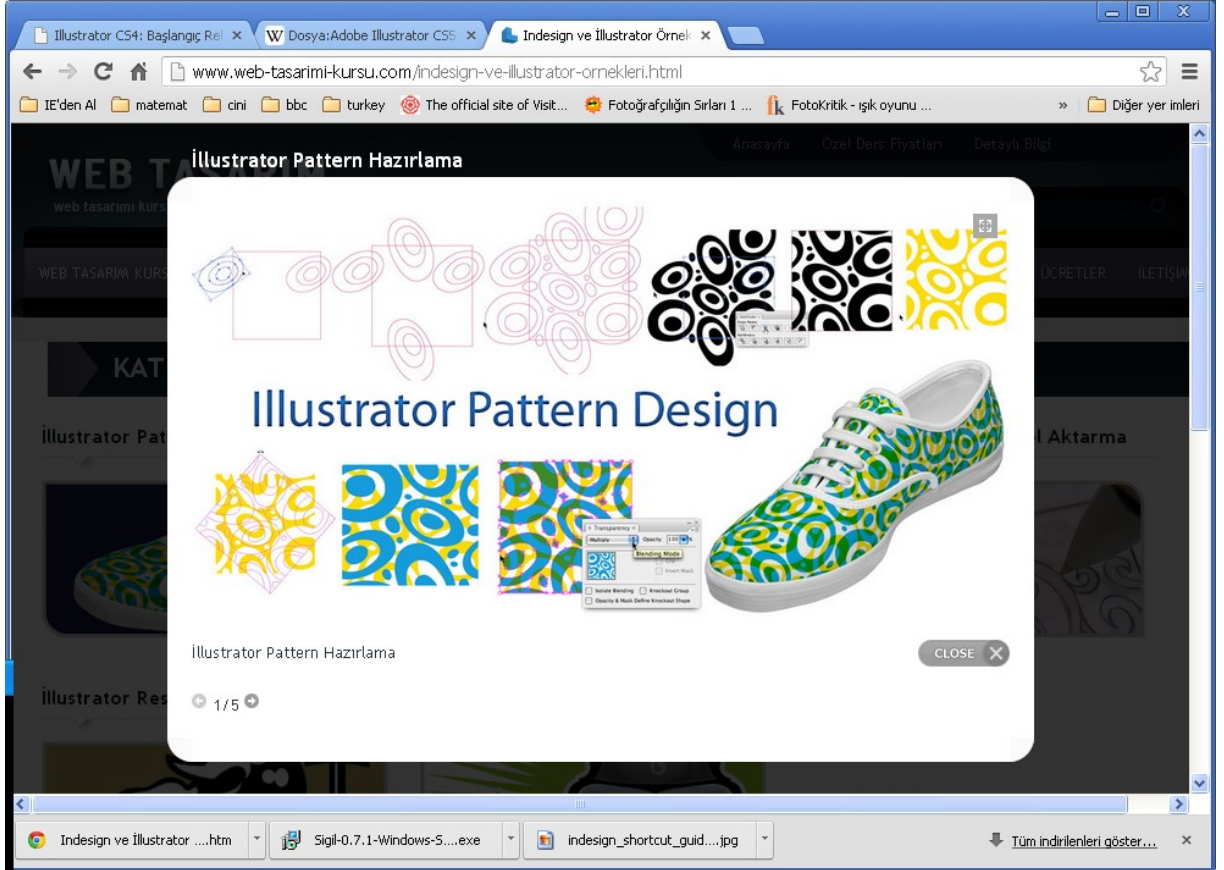 Illustrator CS4: Başlangıç Rel
Dosya:Adobe Illustrator CS5
Indesign ve İllustrator Örnek
www.web-tasarimi-kursu.com/indesign-ve-illustrator-ornekleri.html
IE'den Al
matemat
cini
bbc
turkey
The official site of Visit...
Fotoğrafçılığın Sırları 1 ...
FotoKritik - ışık oyunu ...
»
Diğer yer imleri
Anasayfa
Özel Ders Fiyatları
Detaylı Bilgi
İllustrator Pattern Hazırlama
WEB TASARIM
web tasarımı kurs
WEB TASARIM KURS
ÜCRETLER
İLETİŞİM
KAT
Illustrator Pattern Design
İllustrator Pat
l Aktarma
Transparency
Multiply
Opacity: 100 %
Blending Mode
Clip
Invert Mask
Isolate Blending
Knockout Group
Opacity & Mask Define Knockout Shape
İllustrator Pattern Hazırlama
CLOSE
İllustrator Res
1/5
Indesign ve İllustrator ....htm
Sigil-0.7.1-Windows-S....exe
indesign_shortcut_guid....jpg
Tüm indirilenleri göster...